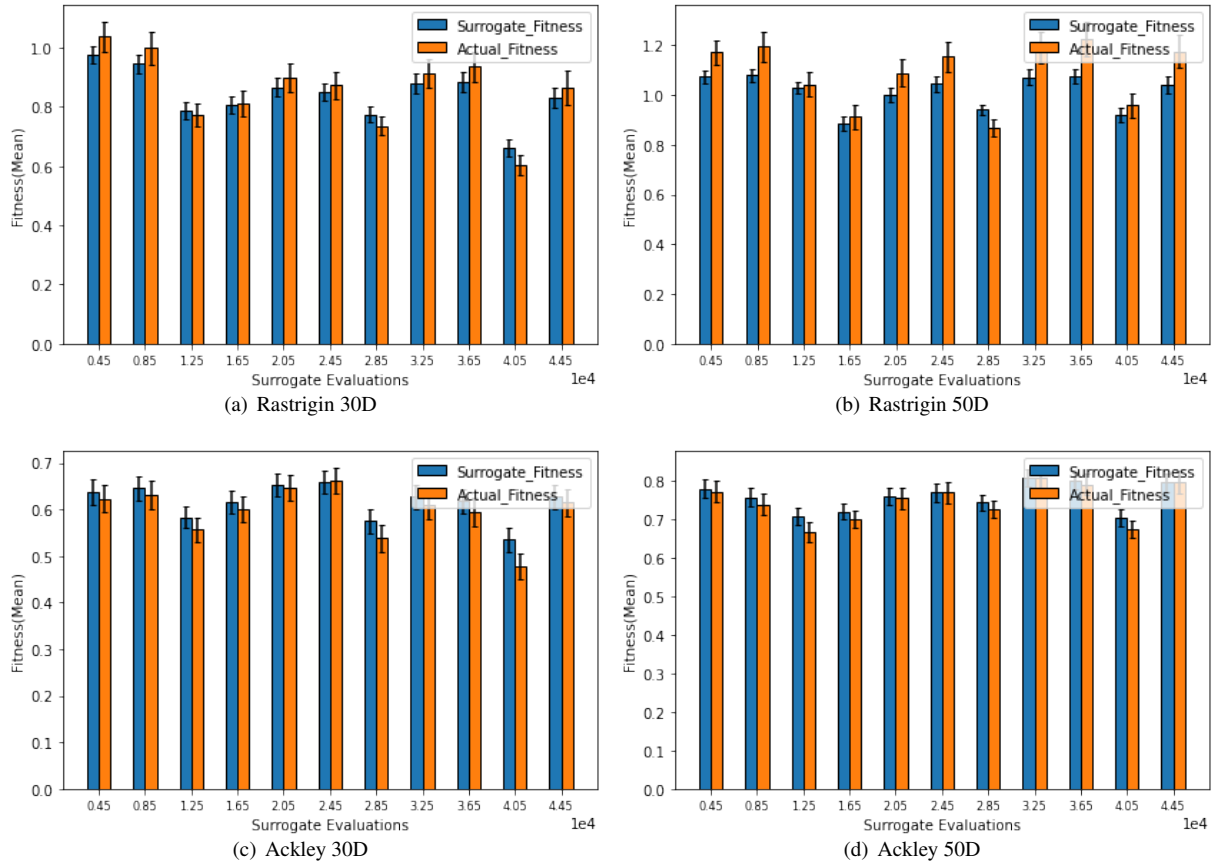 Surrogate_Fitness
Actual_Fitness
1.0
0.8
0.6
0.4
0.2
0.0
Fitness(Mean)
0.45 0.85 1.25 1.65 2.05 2.45 2.85 3.25 3.65 4.05 4.45
Surrogate Evaluations 1e4
(a) Rastrigin 30D
Surrogate_Fitness
Actual_Fitness
1.2
1.0
0.8
0.6
0.4
0.2
0.0
Fitness(Mean)
0.45 0.85 1.25 1.65 2.05 2.45 2.85 3.25 3.65 4.05 4.45
Surrogate Evaluations 1e4
(b) Rastrigin 50D
Surrogate_Fitness
Actual_Fitness
0.7
0.6
0.5
0.4
0.3
0.2
0.1
0.0
Fitness(Mean)
0.45 0.85 1.25 1.65 2.05 2.45 2.85 3.25 3.65 4.05 4.45
Surrogate Evaluations 1e4
(c) Ackley 30D
Surrogate_Fitness
Actual_Fitness
0.8
0.7
0.6
0.5
0.4
0.3
0.2
0.1
0.0
Fitness(Mean)
0.45 0.85 1.25 1.65 2.05 2.45 2.85 3.25 3.65 4.05 4.45
Surrogate Evaluations 1e4
(d) Ackley 50D